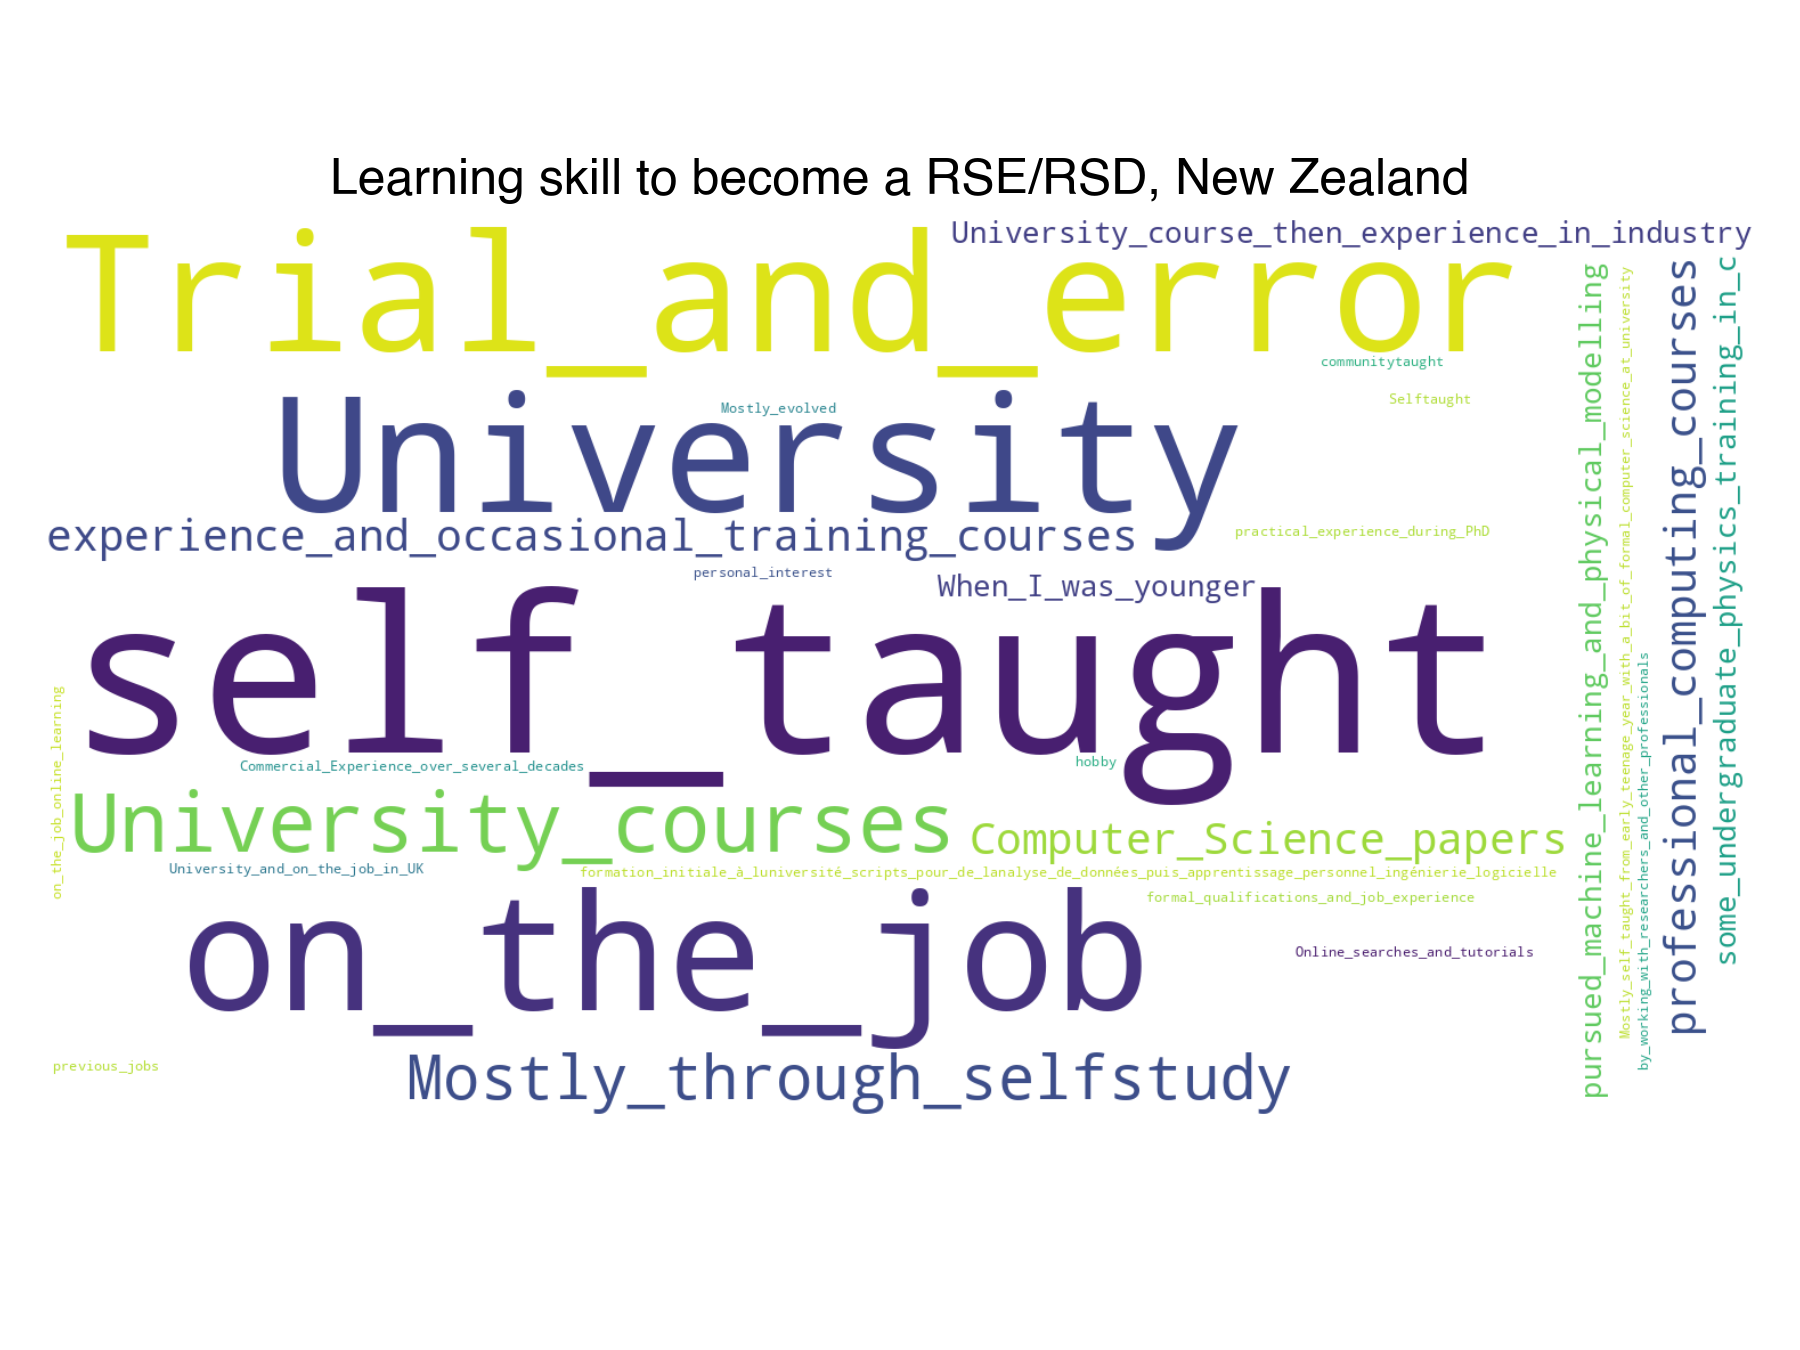 Learning skill to become a RSE/RSD, New Zealand
University_course_then_experience_in_industry
Trial_and_error
communitytaught
Selftaught
Mostly_evolved
University
experience_and_occasional_training_courses
practical_experience_during_PhD
personal_interest
When_I_was_younger
self_taught
Commercial_Experience_over_several_decades
hobby
University_courses
Computer_Science_papers
University_and_on_the_job_in_UK
formation_initiale_à_luniversité_scripts_pour_de_lanalyse_de_données_puis_apprentissage_personnel_ingénierie_logicielle
formal_qualifications_and_job_experience
on_the_job
Online_searches_and_tutorials
previous_jobs
Mostly_through_selfstudy
on_the_job_online_learning
pursued_machine_learning_and_physical_modelling
Mostly_self_taught_from_early_teenage_year_with_a_bit_of_formal_computer_science_at_university
by_working_with_researchers_and_other_professionals
professional_computing_courses
some_undergraduate_physics_training_in_c